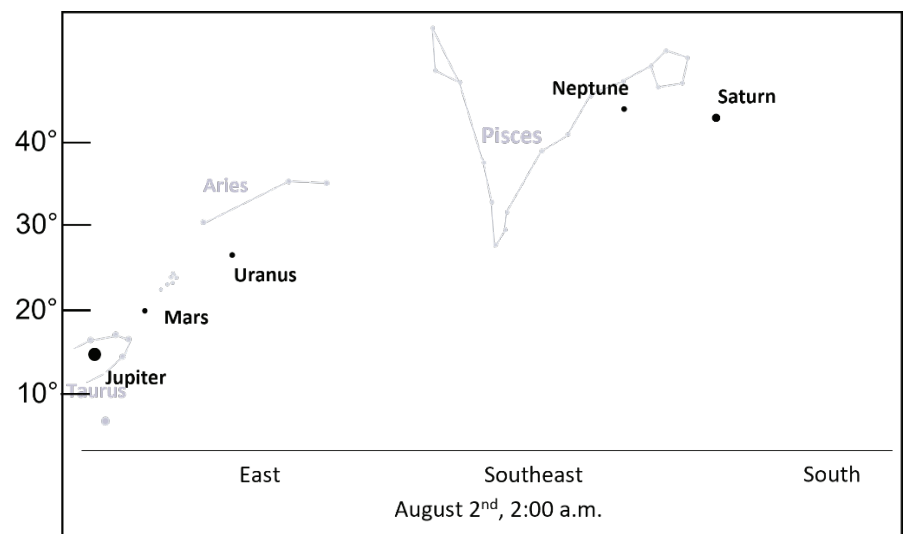 Neptune
Saturn
40°
Pisces
Aries
30°
Uranus
20°
Mars
Jupiter
10°
Taurus
East Southeast South
August 2nd, 2:00 a.m.